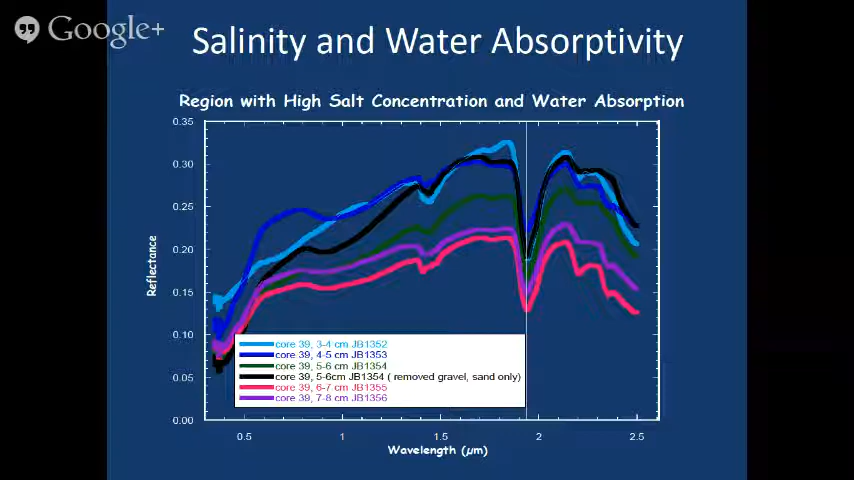 Google+
Salinity and Water Absorptivity
Region with High Salt Concentration and Water Absorption
0.35
0.30
0.25
0.20
0.15
0.10
0.05
0.00
Reflectance
core 39, 3-4 cm JB1352
core 39, 4-5 cm JB1353
core 39, 5-6 cm JB1354
core 39, 5-6cm JB1354 ( removed gravel, sand only)
core 39, 6-7 cm JB1355
core 39, 7-8 cm JB1356
0.5 1 1.5 2 2.5
Wavelength (µm)